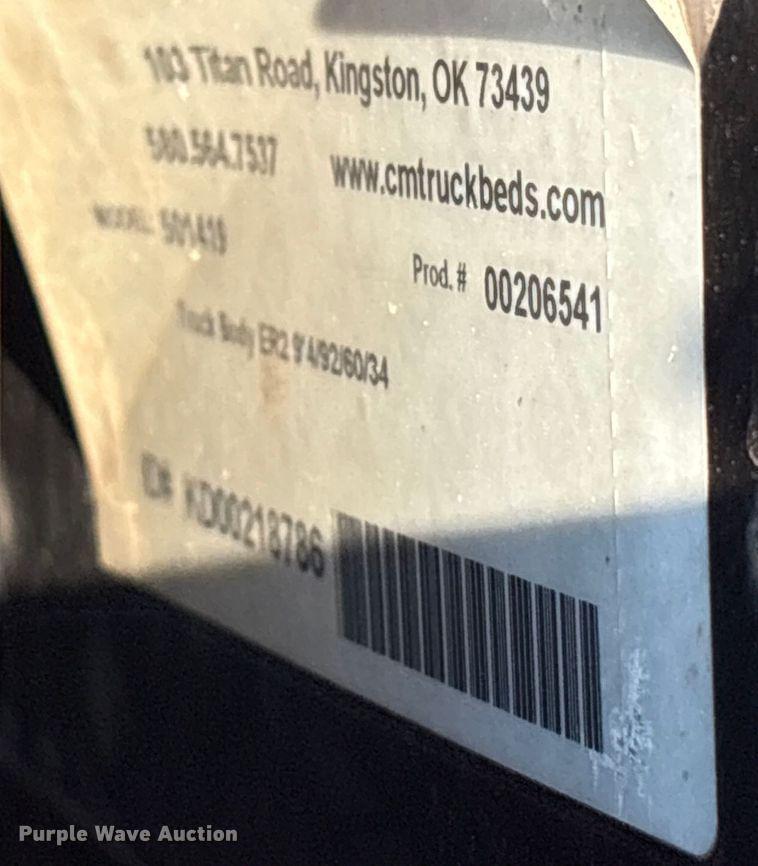 103 Titan Road, Kingston, OK 73439
580.564.7537 www.cmtruckbeds.com
MODEL: 501419
Prod. # 00206541
Truck Body ER2 9'4/92/60/34
ID# KD00218786
Purple Wave Auction